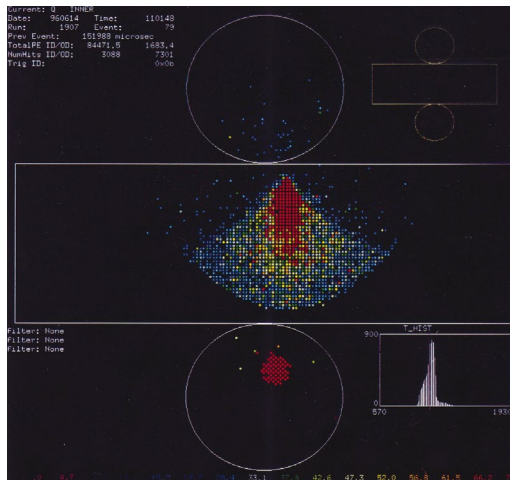 Current: Q INNER
Date: 960614 Time: 110148
Run: 1907 Event: 79
Prev Event: 151988 microsec
TotalPE ID/OD: 84471.5 1683.4
NumHits ID/OD: 3088 7301
Trig ID: 0x0b
Filter: None
Filter: None
Filter: None
T_HIST
900
0
570 1930
33.1 42.6 47.3 52.0 56.8 61.5 66.2